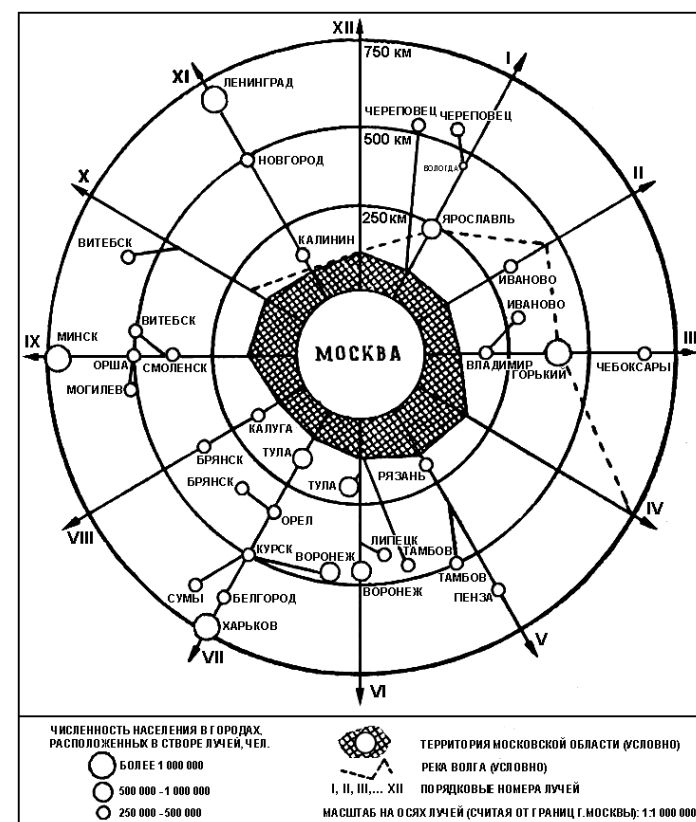 XII
750 КМ
XI
I
ЛЕНИНГРАД
ЧЕРЕПОВЕЦ
ЧЕРЕПОВЕЦ
500 КМ
НОВГОРОД
ВОЛОГДА
X
II
250 КМ
ЯРОСЛАВЛЬ
ВИТЕБСК
КАЛИНИН
ИВАНОВО
ИВАНОВО
ВИТЕБСК
IX
МИНСК
ОРША
СМОЛЕНСК
МОСКВА
ВЛАДИМИР
ГОРЬКИЙ
ЧЕБОКСАРЫ
III
МОГИЛЕВ
КАЛУГА
БРЯНСК
ТУЛА
РЯЗАНЬ
БРЯНСК
ТУЛА
IV
VIII
ОРЕЛ
ЛИПЕЦК
ТАМБОВ
КУРСК
ВОРОНЕЖ
ВОРОНЕЖ
ТАМБОВ
СУМЫ
БЕЛГОРОД
ПЕНЗА
ХАРЬКОВ
VII
V
VI
ЧИСЛЕННОСТЬ НАСЕЛЕНИЯ В ГОРОДАХ,
РАСПОЛОЖЕННЫХ В СТВОРЕ ЛУЧЕЙ, ЧЕЛ.
БОЛЕЕ 1 000 000
500 000 - 1 000 000
250 000 - 500 000
ТЕРРИТОРИЯ МОСКОВСКОЙ ОБЛАСТИ (УСЛОВНО)
РЕКА ВОЛГА (УСЛОВНО)
I, II, III,... XII ПОРЯДКОВЫЕ НОМЕРА ЛУЧЕЙ
МАСШТАБ НА ОСЯХ ЛУЧЕЙ (СЧИТАЯ ОТ ГРАНИЦ Г.МОСКВЫ): 1:1 000 000